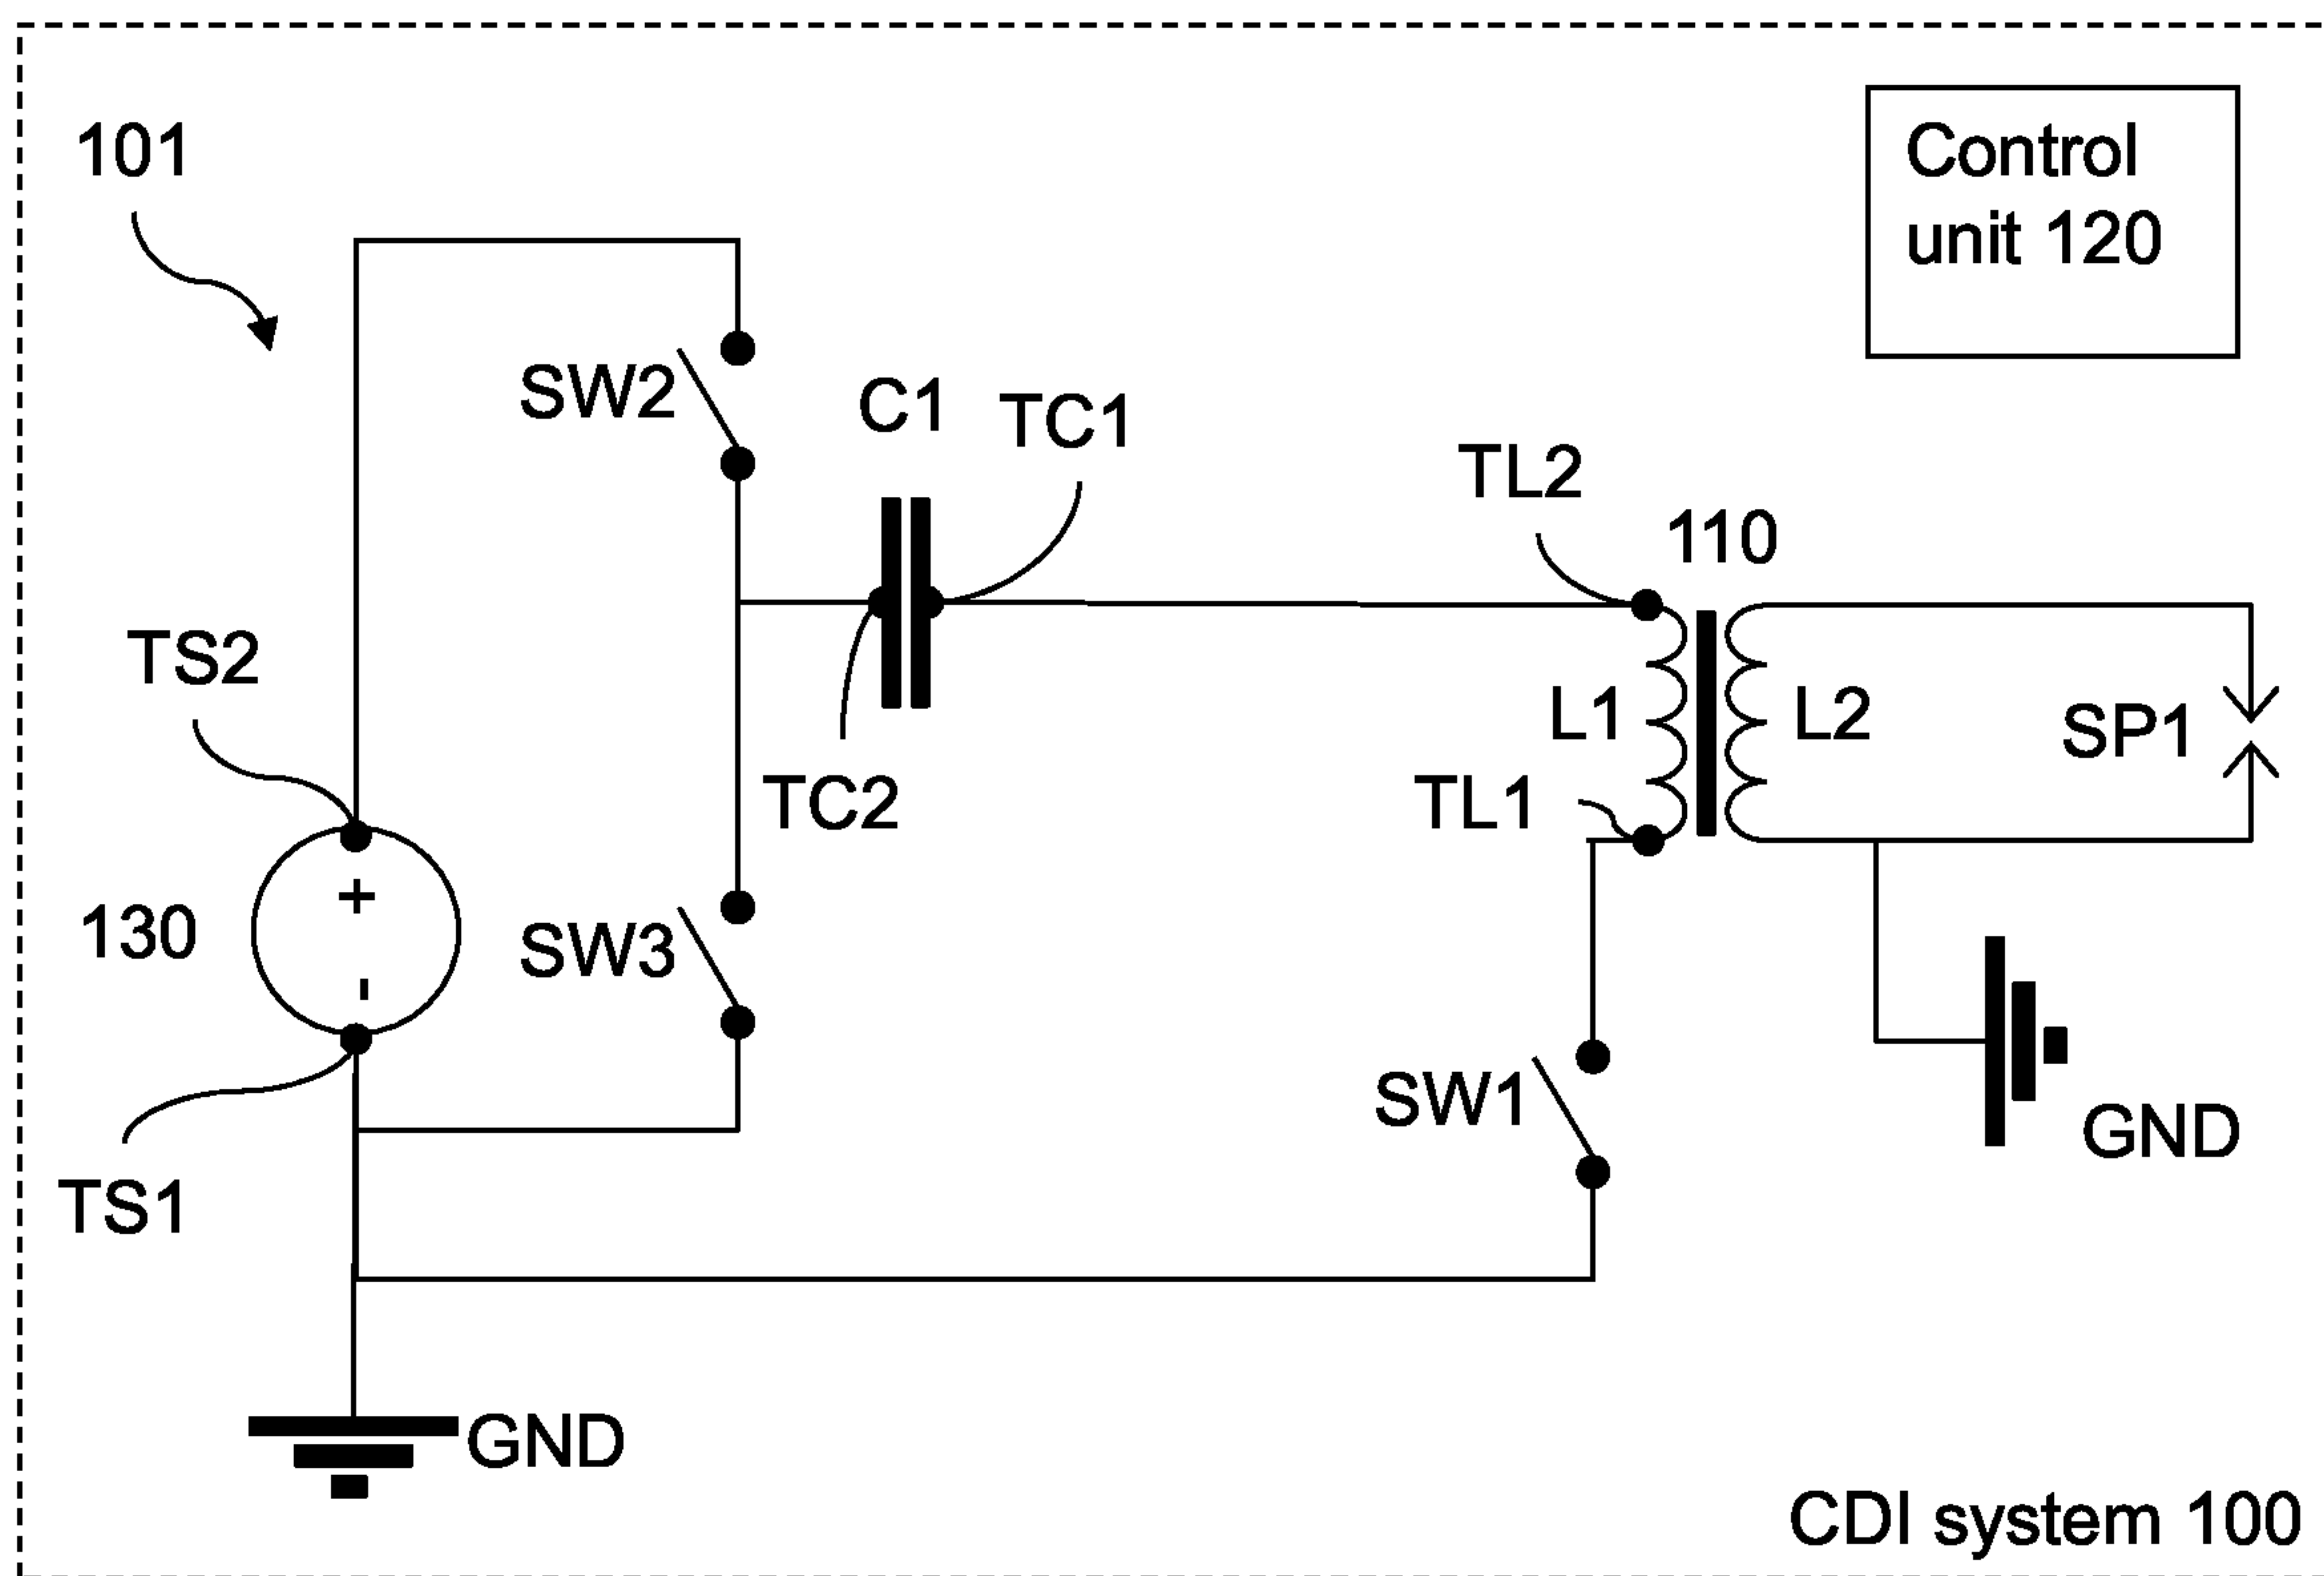 Control
unit 120
101
SW2
C1
TC1
TL2
110
TS2
L1
L2
SP1
TC2
TL1
+
130
SW3
-
SW1
GND
TS1
GND
CDI system 100